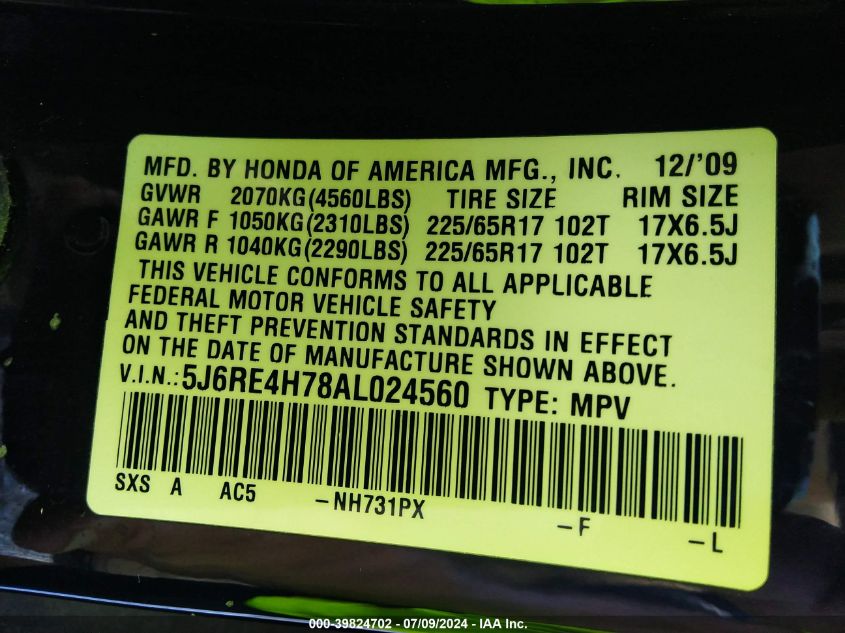 MFD. BY HONDA OF AMERICA MFG., INC. 12/'09
GVWR 2070KG(4560LBS) TIRE SIZE RIM SIZE
GAWR F 1050KG(2310LBS) 225/65R17 102T 17X6.5J
GAWR R 1040KG(2290LBS) 225/65R17 102T 17X6.5J
THIS VEHICLE CONFORMS TO ALL APPLICABLE
FEDERAL MOTOR VEHICLE SAFETY
AND THEFT PREVENTION STANDARDS IN EFFECT
ON THE DATE OF MANUFACTURE SHOWN ABOVE.
V.I.N.: 5J6RE4H78AL024560 TYPE: MPV
SXS A AC5 -NH731PX -F -L
000-39824702 - 07/09/2024 - IAA Inc.